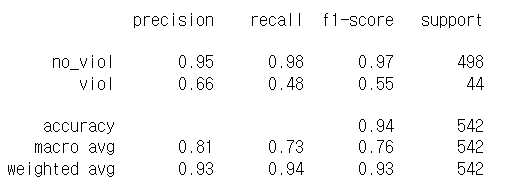 precision recall f1-score support
no_viol 0.95 0.98 0.97 498
viol 0.66 0.48 0.55 44
accuracy 0.94 542
macro avg 0.81 0.73 0.76 542
weighted avg 0.93 0.94 0.93 542